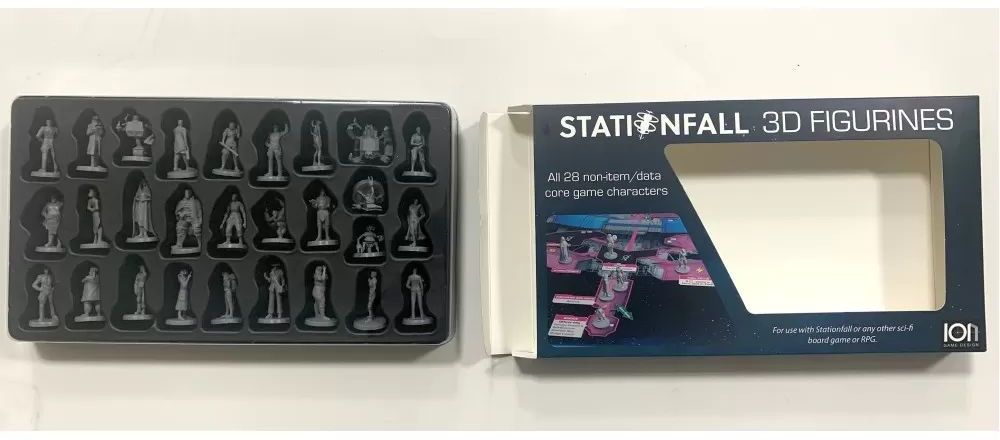 STATIONFALL 3D FIGURINES
All 28 non-item/data
core game characters
For use with Stationfall or any other sci-fi
board game or RPG.
ION
GAME DESIGN